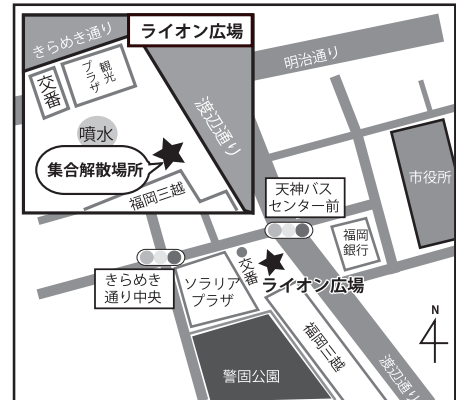 ライオン広場
きらめき通り
交番
観光
プラザ
噴水
集合解散場所
渡辺通り
福岡三越
明治通り
市役所
天神バス
センター前
福岡
銀行
きらめき
通り中央
ソラリア
プラザ
交番
ライオン広場
福岡三越
渡辺通り
警固公園
N